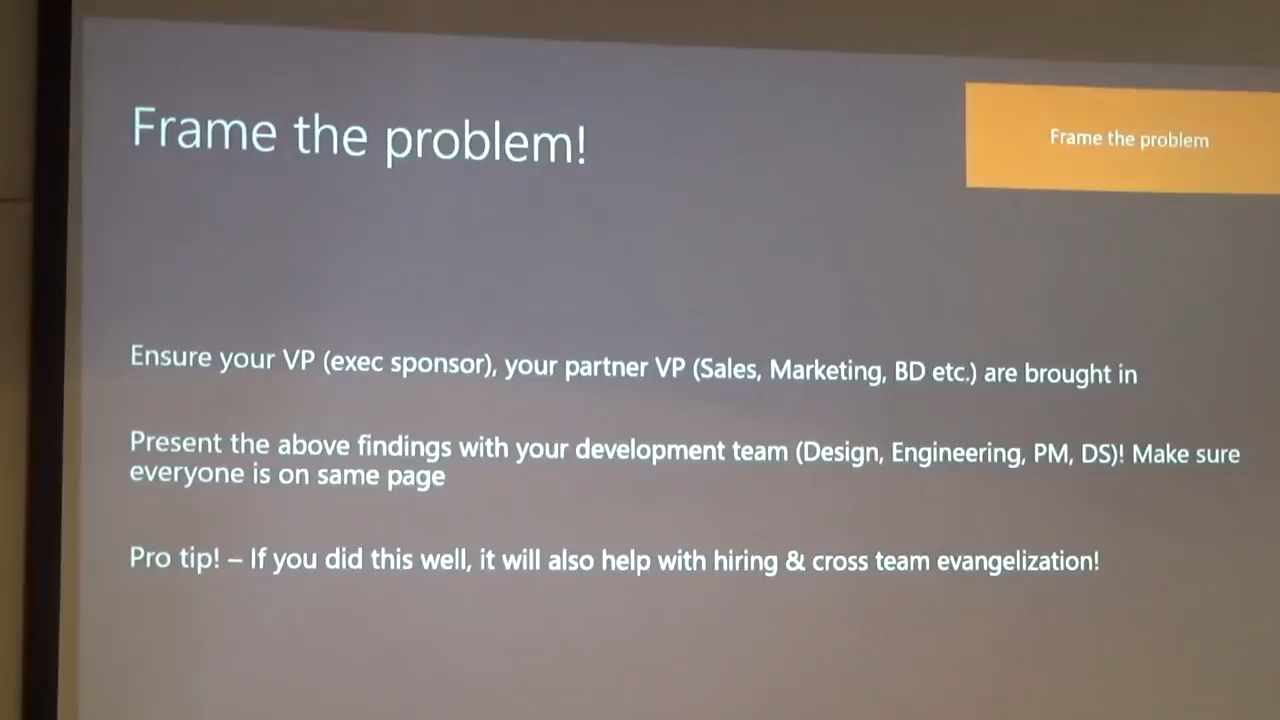 Frame the problem!
Frame the problem
Ensure your VP (exec sponsor), your partner VP (Sales, Marketing, BD etc.) are brought in
Present the above findings with your development team (Design, Engineering, PM, DS)! Make sure
everyone is on same page
Pro tip! – If you did this well, it will also help with hiring & cross team evangelization!